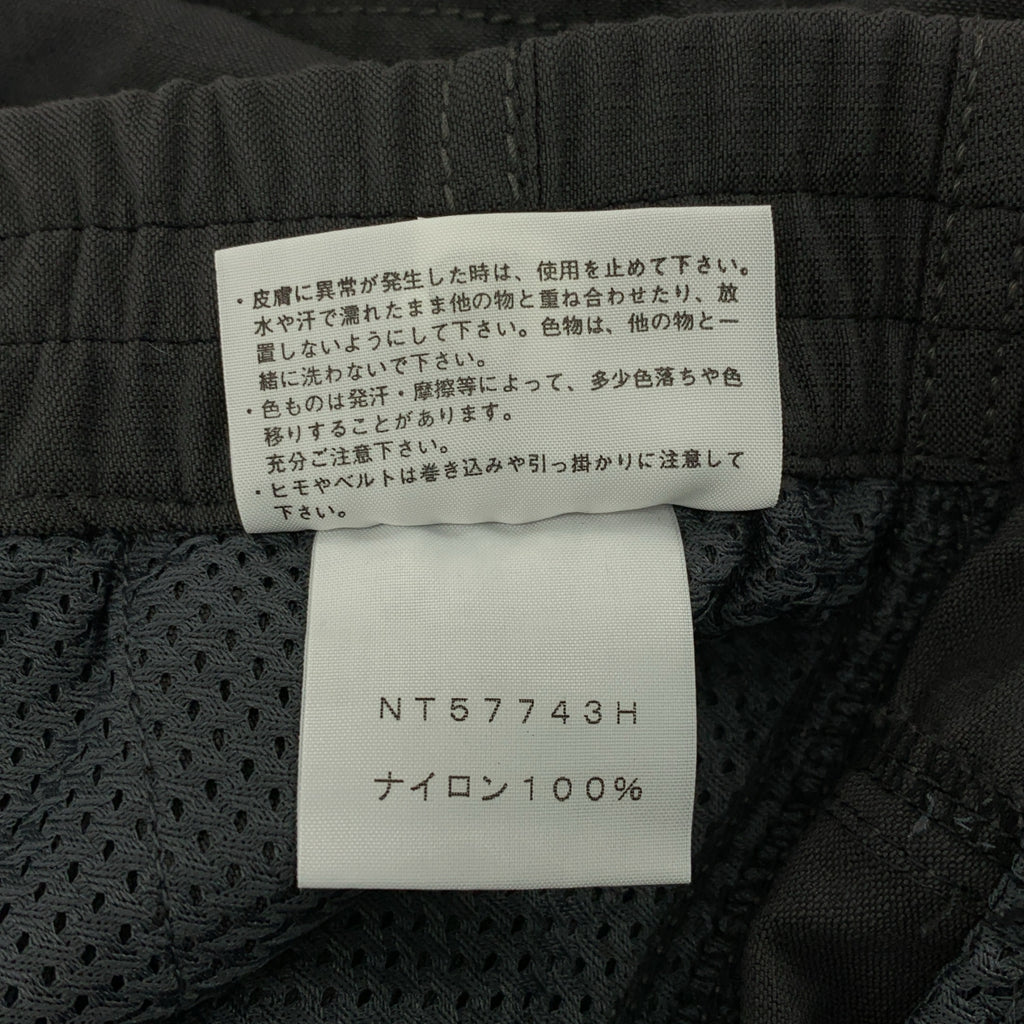 ・皮膚に異常が発生した時は、使用を止めて下さい。
水や汗で濡れたまま他の物と重ね合わせたり、放
置しないようにして下さい。色物は、他の物と一
緒に洗わないで下さい。
・色ものは発汗・摩擦等によって、多少色落ちや色
移りすることがあります。
充分ご注意下さい。
・ヒモやベルトは巻き込みや引っ掛かりに注意して
下さい。
NT57743H
ナイロン100%